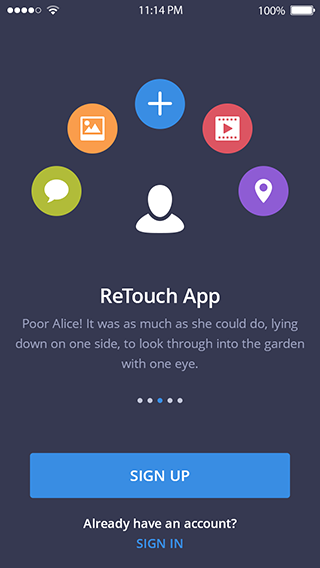 11:14 PM
100%
ReTouch App
Poor Alice! It was as much as she could do, lying
down on one side, to look through into the garden
with one eye.
SIGN UP
Already have an account?
SIGN IN